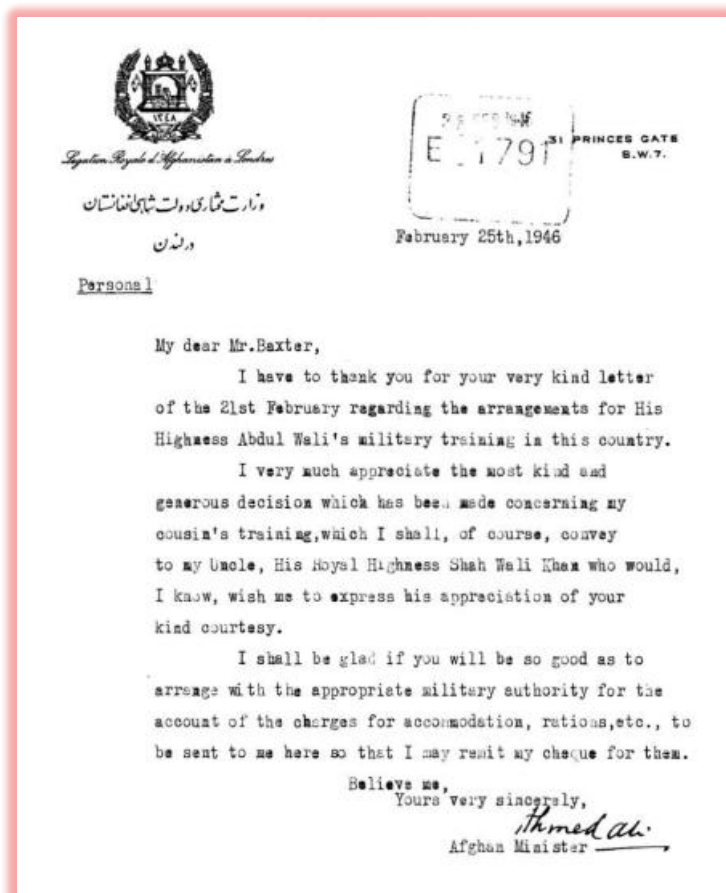 ١٣٤٨
Legation Royale d'Afghanistan à Londres
وزارت مختاری دولت شاهی افغانستان
در لندن
E 1791
31 PRINCES GATE
S.W.7.
February 25th,1946
Personal
My dear Mr.Baxter,
I have to thank you for your very kind letter
of the 21st February regarding the arrangements for His
Highness Abdul Wali's military training in this country.
I very much appreciate the most kind and
generous decision which has been made concerning my
cousin's training,which I shall, of course, convey
to my Uncle, His Royal Highness Shah Wali Khan who would,
I know, wish me to express his appreciation of your
kind courtesy.
I shall be glad if you will be so good as to
arrange with the appropriate military authority for the
account of the charges for accommodation, rations,etc., to
be sent to me here so that I may remit my cheque for them.
Believe me,
Yours very sincerely,
Ahmed Ali.
Afghan Minister